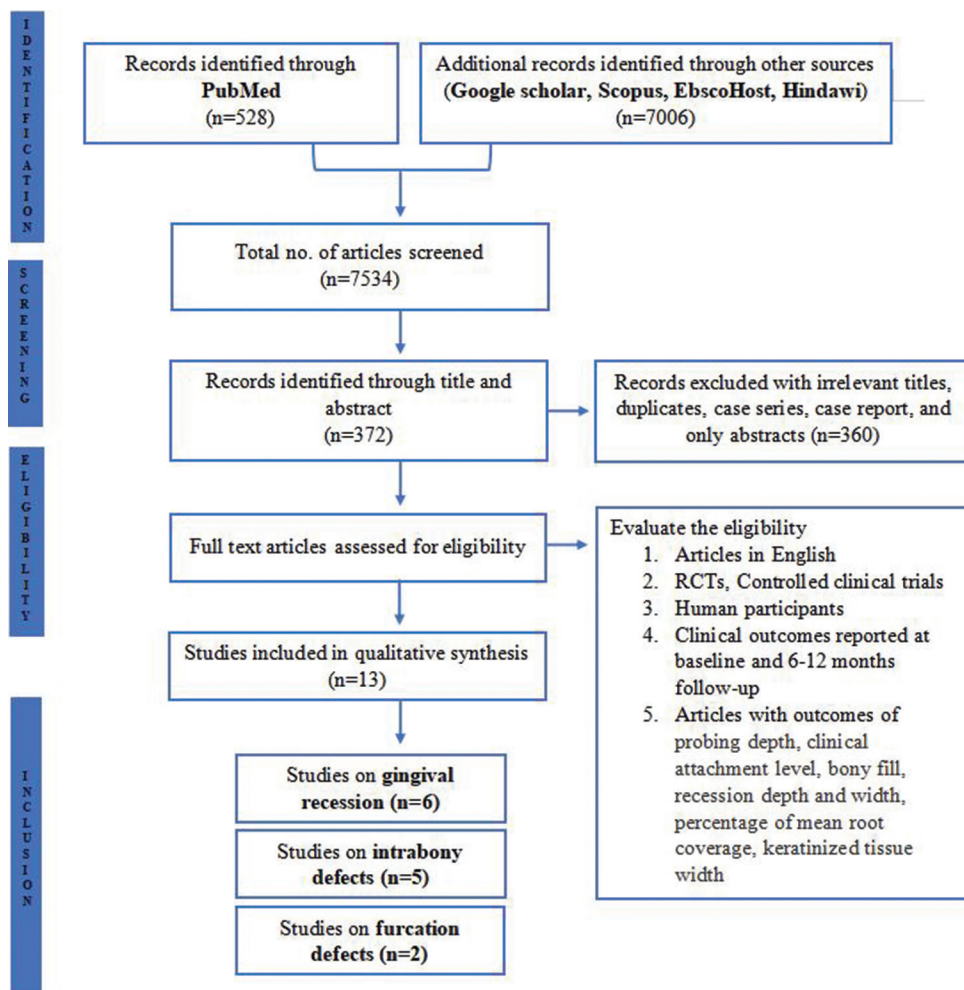 IDENTIFICATION
Records identified through
PubMed
(n=528)
Additional records identified through other sources
(Google scholar, Scopus, EbscoHost, Hindawi)
(n=7006)
Total no. of articles screened
(n=7534)
SCREENING
Records identified through title and
abstract
(n=372)
Records excluded with irrelevant titles,
duplicates, case series, case report, and
only abstracts (n=360)
ELIGIBILITY
Full text articles assessed for eligibility
Evaluate the eligibility
1. Articles in English
2. RCTs, Controlled clinical trials
3. Human participants
4. Clinical outcomes reported at
baseline and 6-12 months
follow-up
5. Articles with outcomes of
probing depth, clinical
attachment level, bony fill,
recession depth and width,
percentage of mean root
coverage, keratinized tissue
width
Studies included in qualitative synthesis
(n=13)
INCLUSION
Studies on gingival
recession (n=6)
Studies on intrabony
defects (n=5)
Studies on furcation
defects (n=2)